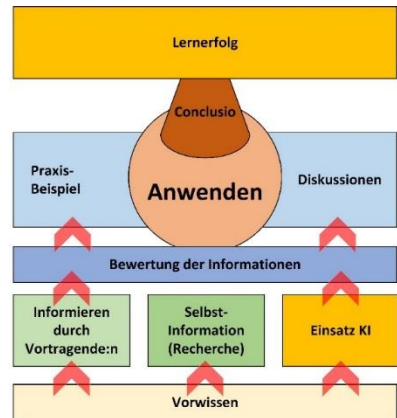 Lernerfolg
Conclusio
Praxis-
Beispiel
Anwenden
Diskussionen
Bewertung der Informationen
Informieren
durch
Vortragende:n
Selbst-
Information
(Recherche)
Einsatz KI
Vorwissen